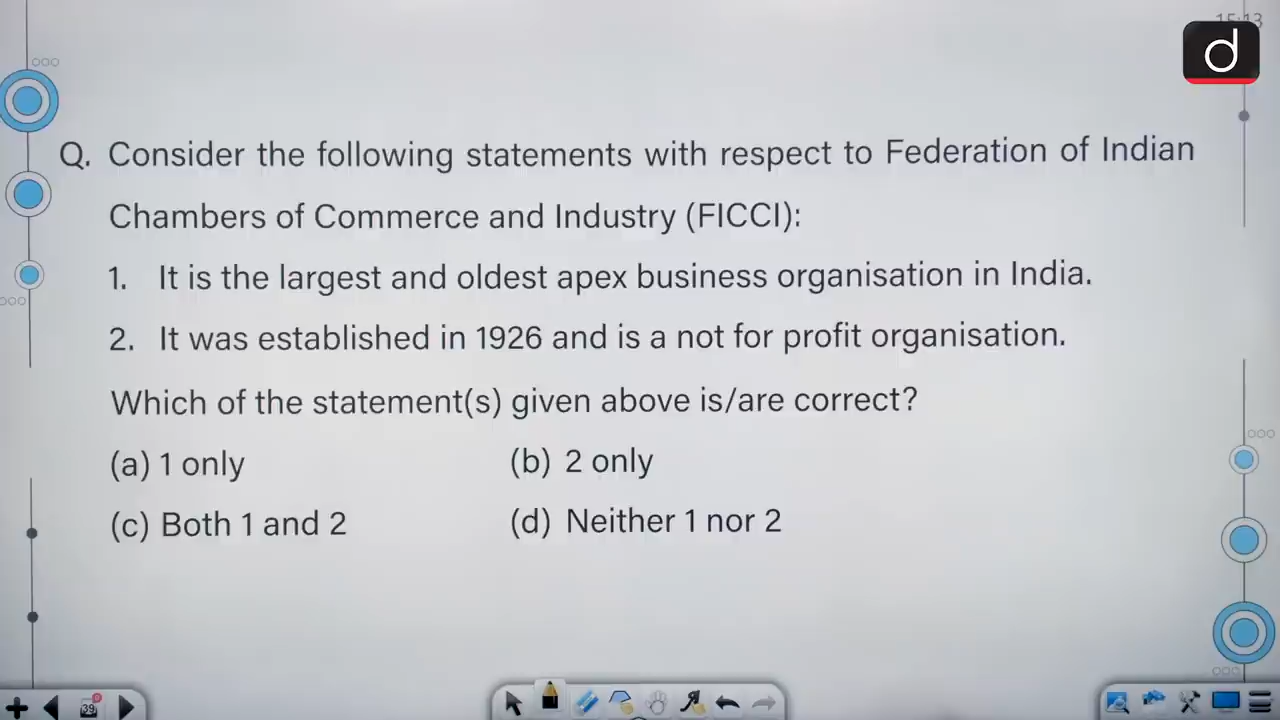 15:13
d
Q. Consider the following statements with respect to Federation of Indian
Chambers of Commerce and Industry (FICCI):
1. It is the largest and oldest apex business organisation in India.
2. It was established in 1926 and is a not for profit organisation.
Which of the statement(s) given above is/are correct?
(a) 1 only (b) 2 only
(c) Both 1 and 2 (d) Neither 1 nor 2
39